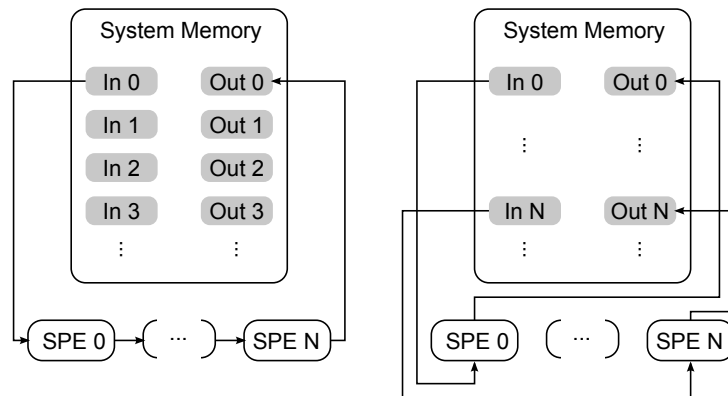 System Memory
In 0 Out 0
In 1 Out 1
In 2 Out 2
In 3 Out 3
... ...
SPE 0 ... SPE N
System Memory
In 0 Out 0
... ...
In N Out N
... ...
SPE 0 ... SPE N